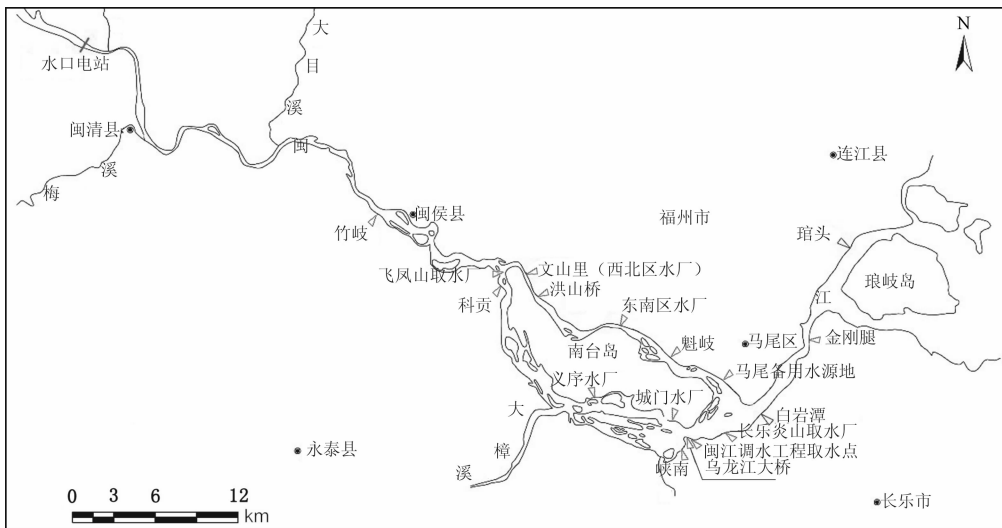 大
目
溪
N
水口电站
闽清县
梅
溪
闽
连江县
闽侯县
福州市
竹岐
琯头
飞凤山取水厂
文山里（西北区水厂）
洪山桥
科贡
江
琅岐岛
东南区水厂
金刚腿
魁岐
马尾区
南台岛
马尾备用水源地
义序水厂
城门水厂
大
樟
溪
白岩潭
长乐炎山取水厂
闽江调水工程取水点
峡南
乌龙江大桥
永泰县
长乐市
0 3 6 12
km